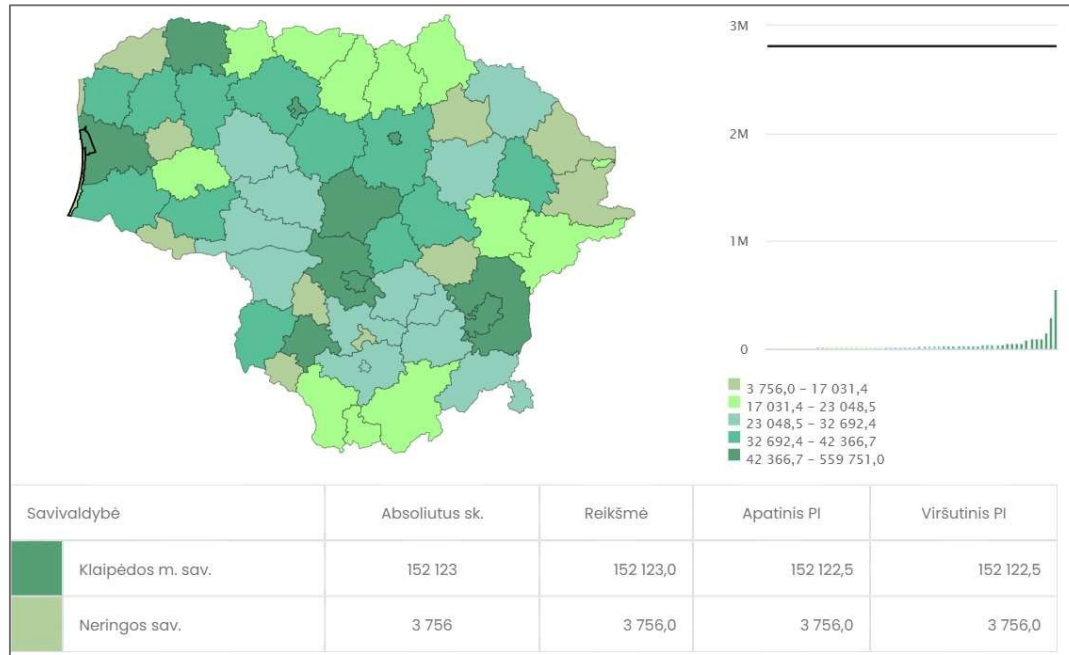 3M
2M
1M
0
3 756,0 – 17 031,4
17 031,4 – 23 048,5
23 048,5 – 32 692,4
32 692,4 – 42 366,7
42 366,7 – 559 751,0
Savivaldybė Absoliutus sk. Reikšmė Apatinis PI Viršutinis PI
Klaipėdos m. sav. 152 123 152 123,0 152 122,5 152 122,5
Neringos sav. 3 756 3 756,0 3 756,0 3 756,0